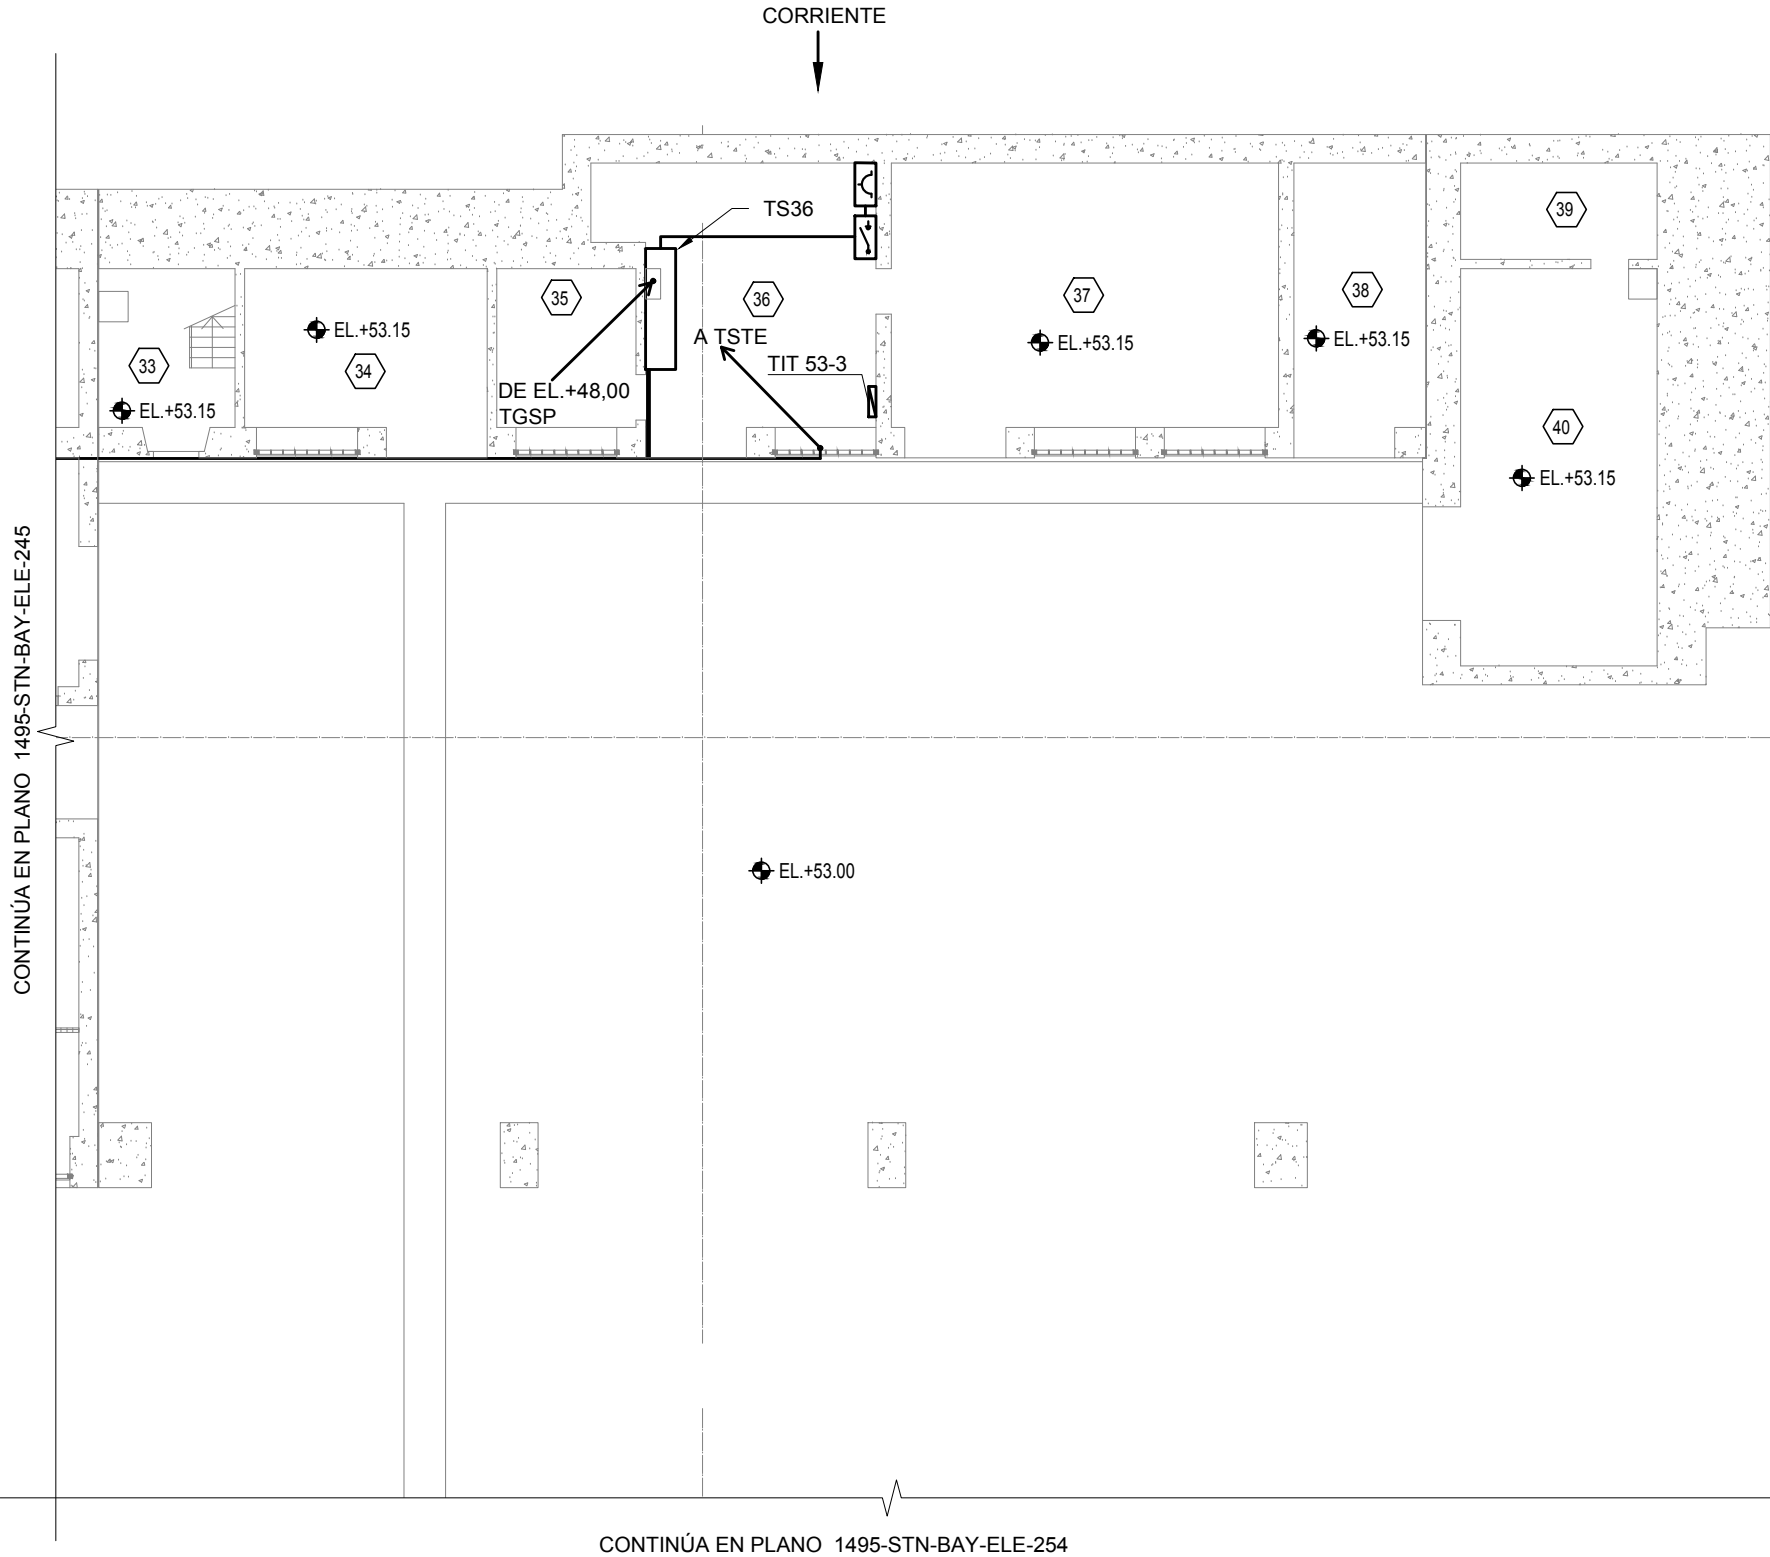 CORRIENTE
TS36
39
35
36
37
38
EL.+53.15
EL.+53.15
EL.+53.15
A TSTE
33
34
TIT 53-3
DE EL.+48,00
TGSP
EL.+53.15
40
EL.+53.15
CONTINÚA EN PLANO 1495-STN-BAY-ELE-245
EL.+53.00
CONTINÚA EN PLANO 1495-STN-BAY-ELE-254